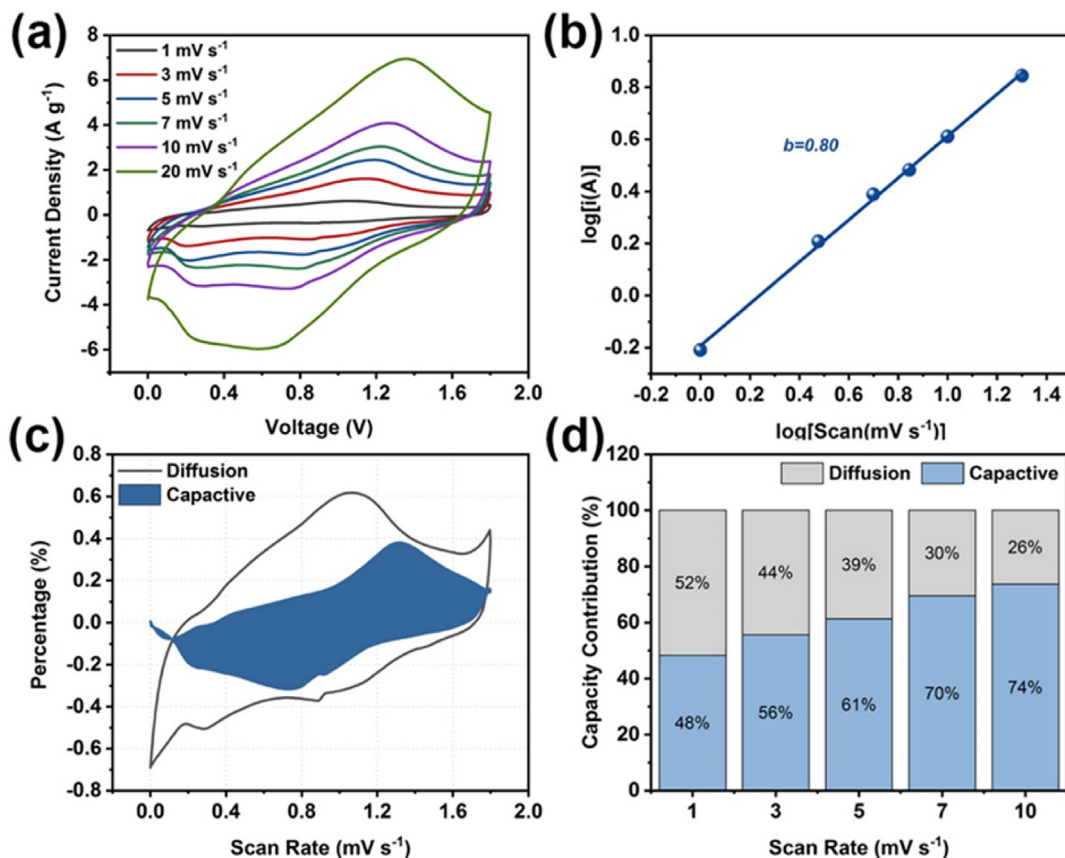 (a)
1 mV s⁻¹
3 mV s⁻¹
5 mV s⁻¹
7 mV s⁻¹
10 mV s⁻¹
20 mV s⁻¹
Current Density (A g⁻¹)
8
6
4
2
0
-2
-4
-6
0.0 0.4 0.8 1.2 1.6 2.0
Voltage (V)
(b)
b=0.80
log[i(A)]
1.0
0.8
0.6
0.4
0.2
0.0
-0.2
-0.2 0.0 0.2 0.4 0.6 0.8 1.0 1.2 1.4
log[Scan(mV s⁻¹)]
(c)
Diffusion
Capactive
Percentage (%)
0.8
0.6
0.4
0.2
0.0
-0.2
-0.4
-0.6
-0.8
0.0 0.4 0.8 1.2 1.6 2.0
Scan Rate (mV s⁻¹)
(d)
Diffusion Capactive
Capacity Contribution (%)
120
100
80
60
40
20
0
52% 44% 39% 30% 26%
48% 56% 61% 70% 74%
1 3 5 7 10
Scan Rate (mV s⁻¹)